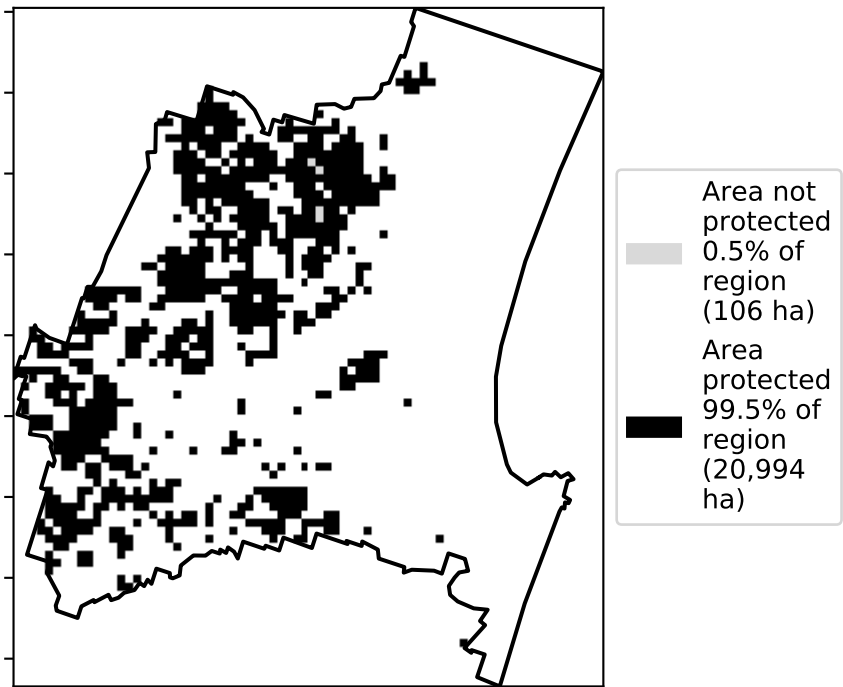 Area not
protected
0.5% of
region
(106 ha)
Area
protected
99.5% of
region
(20,994
ha)